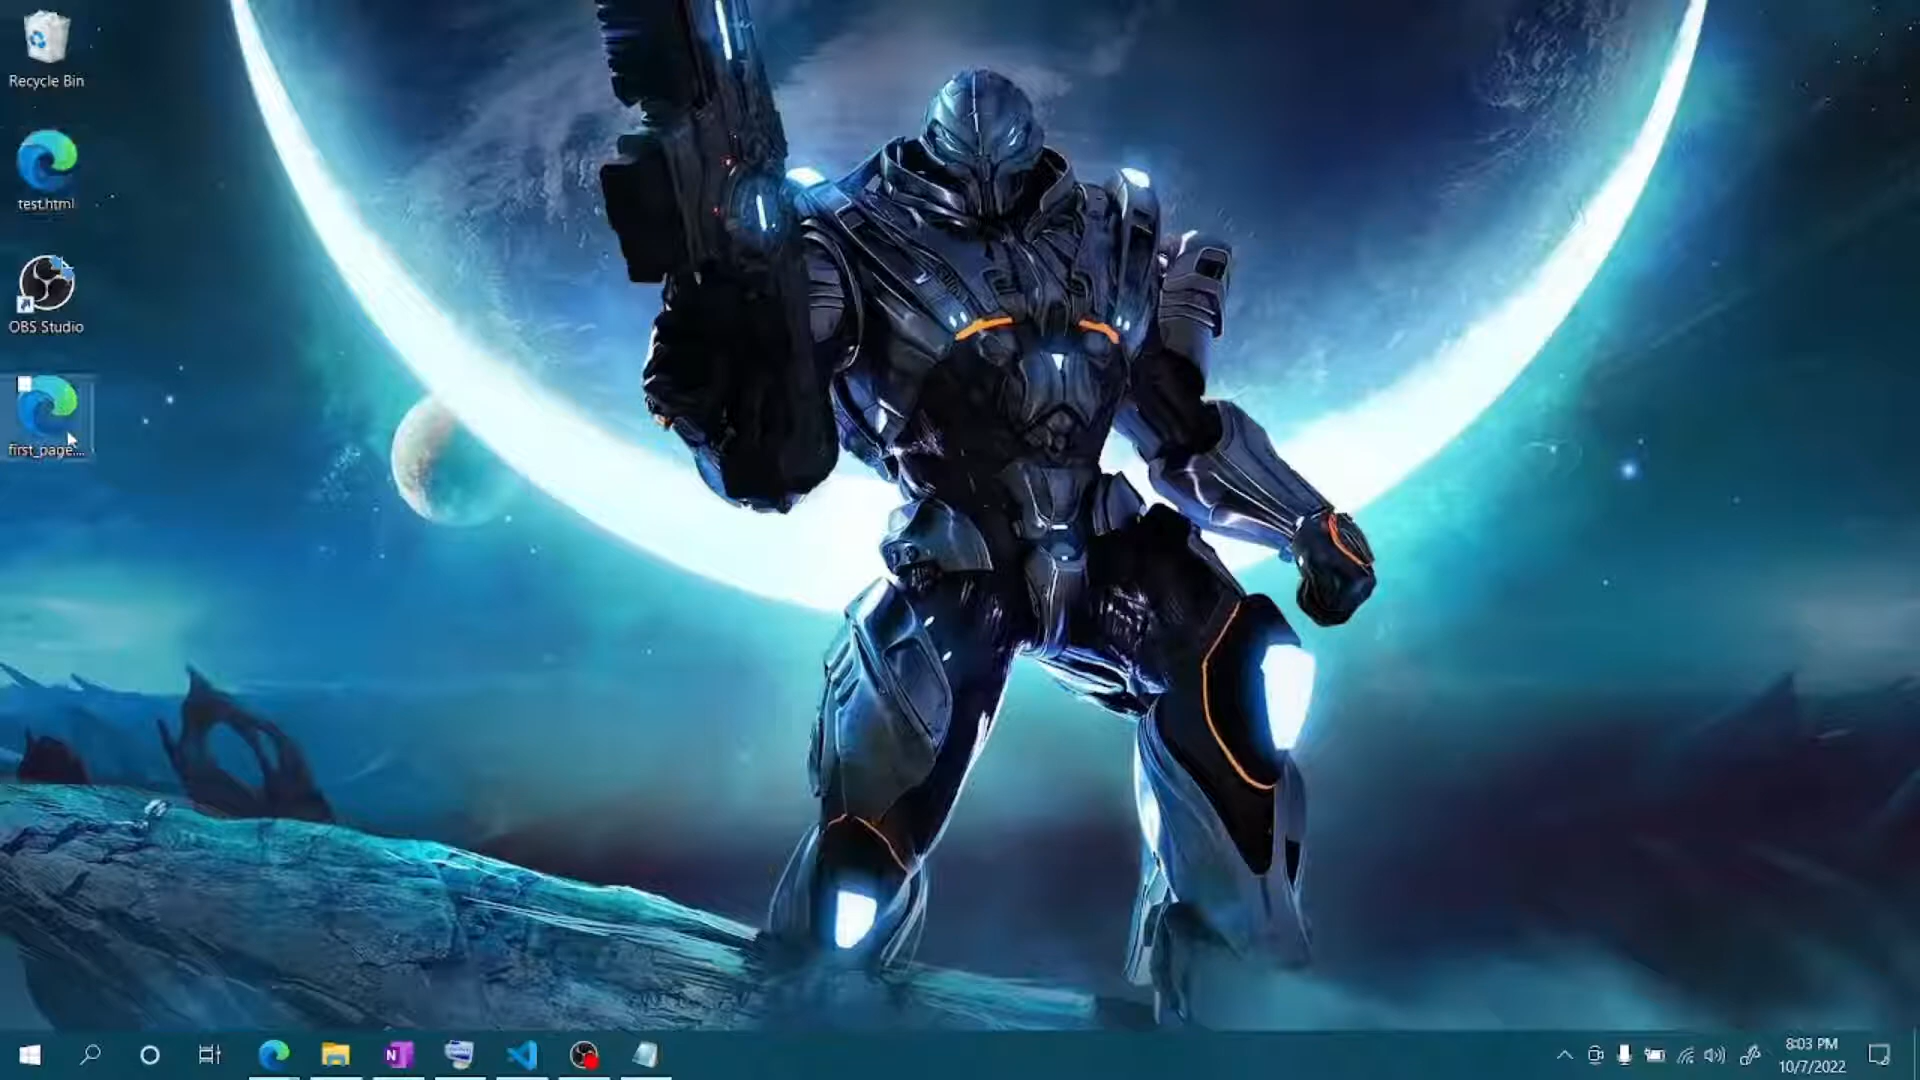 Recycle Bin
test.html
OBS Studio
first_page....
N
8:03 PM
10/7/2022